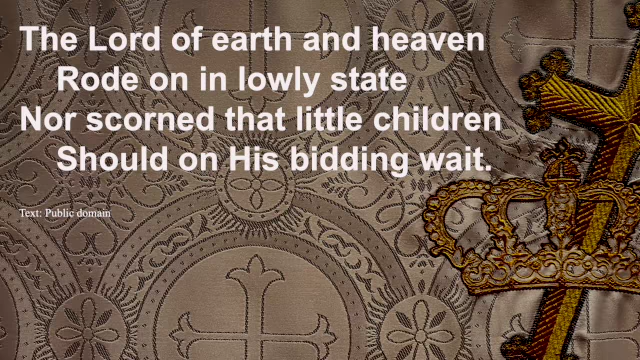 The Lord of earth and heaven
Rode on in lowly state
Nor scorned that little children
Should on His bidding wait.
Text: Public domain